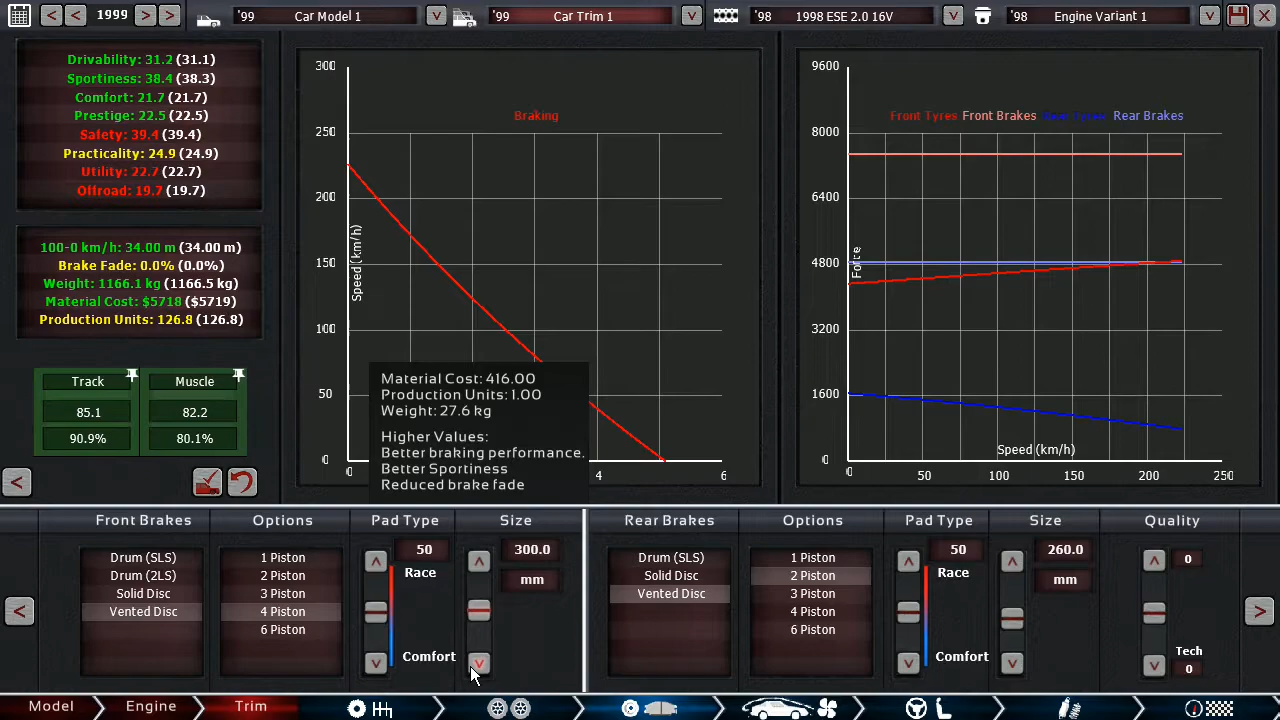 1999
'99 Car Model 1
'99 Car Trim 1
'98 1998 ESE 2.0 16V
'98 Engine Variant 1
Drivability: 31.2 (31.1)
Sportiness: 38.4 (38.3)
Comfort: 21.7 (21.7)
Prestige: 22.5 (22.5)
Safety: 39.4 (39.4)
Practicality: 24.9 (24.9)
Utility: 22.7 (22.7)
Offroad: 19.7 (19.7)
100-0 km/h: 34.00 m (34.00 m)
Brake Fade: 0.0% (0.0%)
Weight: 1166.1 kg (1166.5 kg)
Material Cost: $5718 ($5719)
Production Units: 126.8 (126.8)
Track Muscle
85.1 82.2
90.9% 80.1%
300
250
200
150
100
50
0
Speed (km/h)
Braking
0 4 6
Material Cost: 416.00
Production Units: 1.00
Weight: 27.6 kg
Higher Values:
Better braking performance.
Better Sportiness
Reduced brake fade
9600
8000
6400
4800
3200
1600
0
Force
Front Tyres Front Brakes Rear Tyres Rear Brakes
Speed (km/h)
0 50 100 150 200 250
Front Brakes
Drum (SLS)
Drum (2LS)
Solid Disc
Vented Disc
Options
1 Piston
2 Piston
3 Piston
4 Piston
6 Piston
Pad Type
50
Race
Comfort
Size
300.0
mm
Rear Brakes
Drum (SLS)
Solid Disc
Vented Disc
Options
1 Piston
2 Piston
3 Piston
4 Piston
6 Piston
Pad Type
50
Race
Comfort
Size
260.0
mm
Quality
0
Tech
0
Model Engine Trim